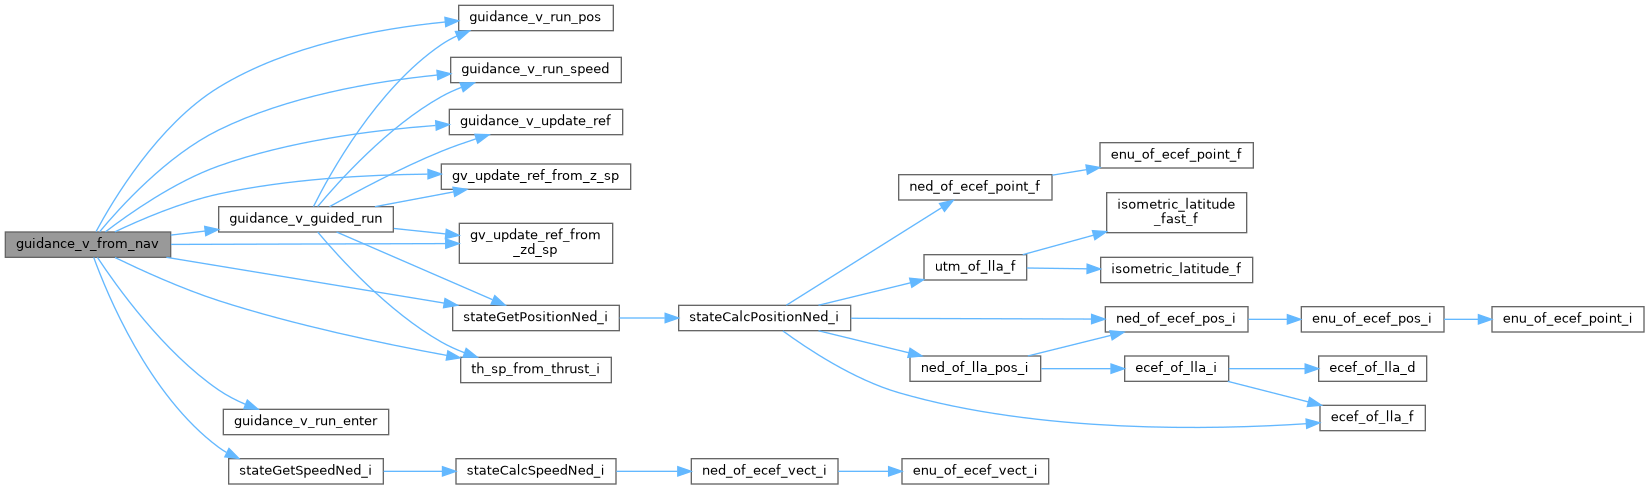 guidance_v_run_pos
guidance_v_run_speed
guidance_v_update_ref
gv_update_ref_from_z_sp
guidance_v_guided_run
gv_update_ref_from
_zd_sp
guidance_v_from_nav
stateGetPositionNed_i
th_sp_from_thrust_i
guidance_v_run_enter
stateGetSpeedNed_i
stateCalcSpeedNed_i
ned_of_ecef_vect_i
enu_of_ecef_vect_i
stateCalcPositionNed_i
ned_of_ecef_point_f
enu_of_ecef_point_f
utm_of_lla_f
isometric_latitude
_fast_f
isometric_latitude_f
ned_of_ecef_pos_i
enu_of_ecef_pos_i
enu_of_ecef_point_i
ned_of_lla_pos_i
ecef_of_lla_i
ecef_of_lla_d
ecef_of_lla_f